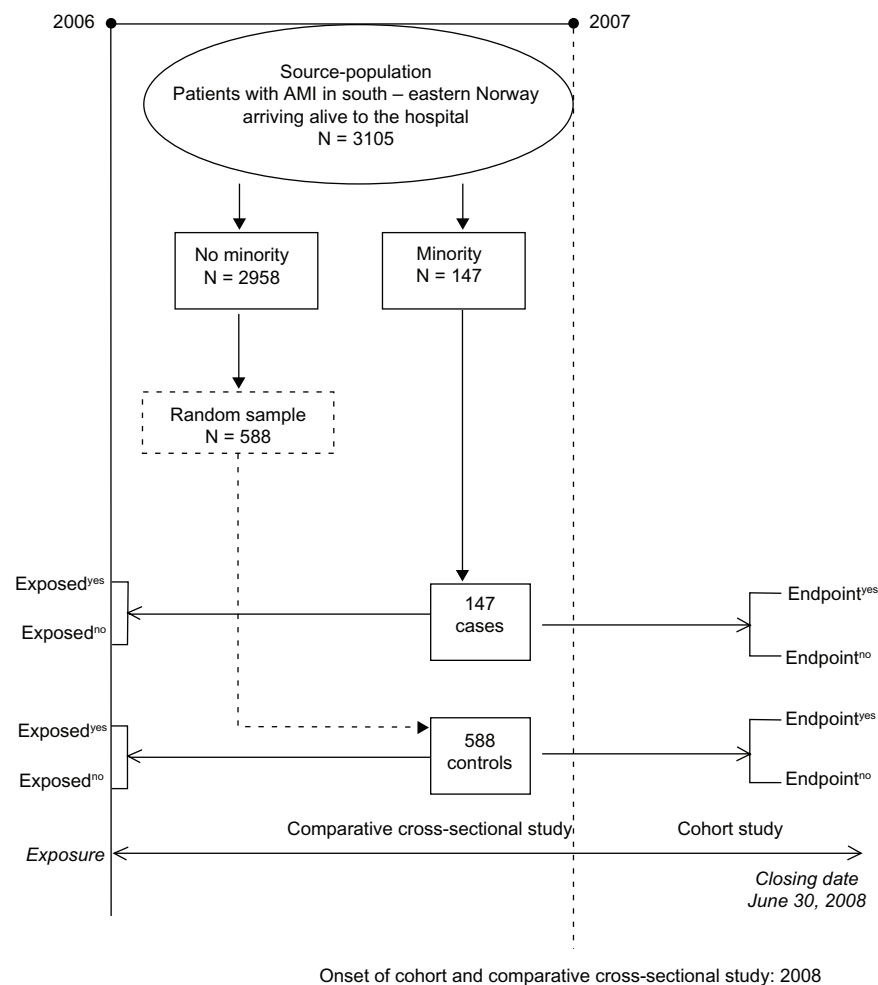 2006
2007
Source-population
Patients with AMI in south – eastern Norway
arriving alive to the hospital
N = 3105
No minority
N = 2958
Minority
N = 147
Random sample
N = 588
Exposedyes
Exposedno
147
cases
Endpointyes
Endpointno
Exposedyes
Exposedno
588
controls
Endpointyes
Endpointno
Comparative cross-sectional study
Cohort study
Exposure
Closing date
June 30, 2008
Onset of cohort and comparative cross-sectional study: 2008